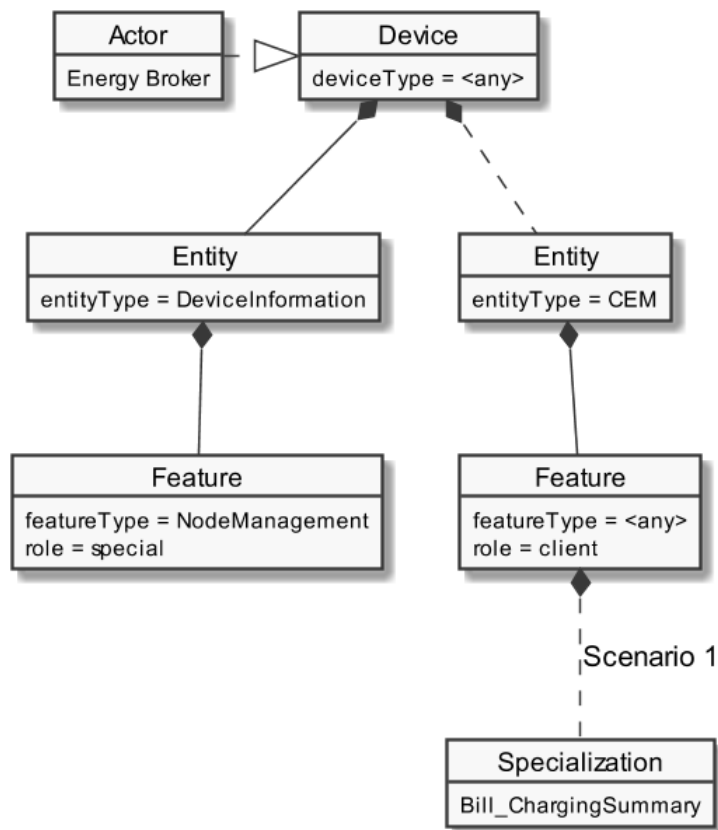 Actor
Energy Broker
Device
deviceType = <any>
Entity
entityType = DeviceInformation
Entity
entityType = CEM
Feature
featureType = NodeManagement
role = special
Feature
featureType = <any>
role = client
Scenario 1
Specialization
Bill_ChargingSummary